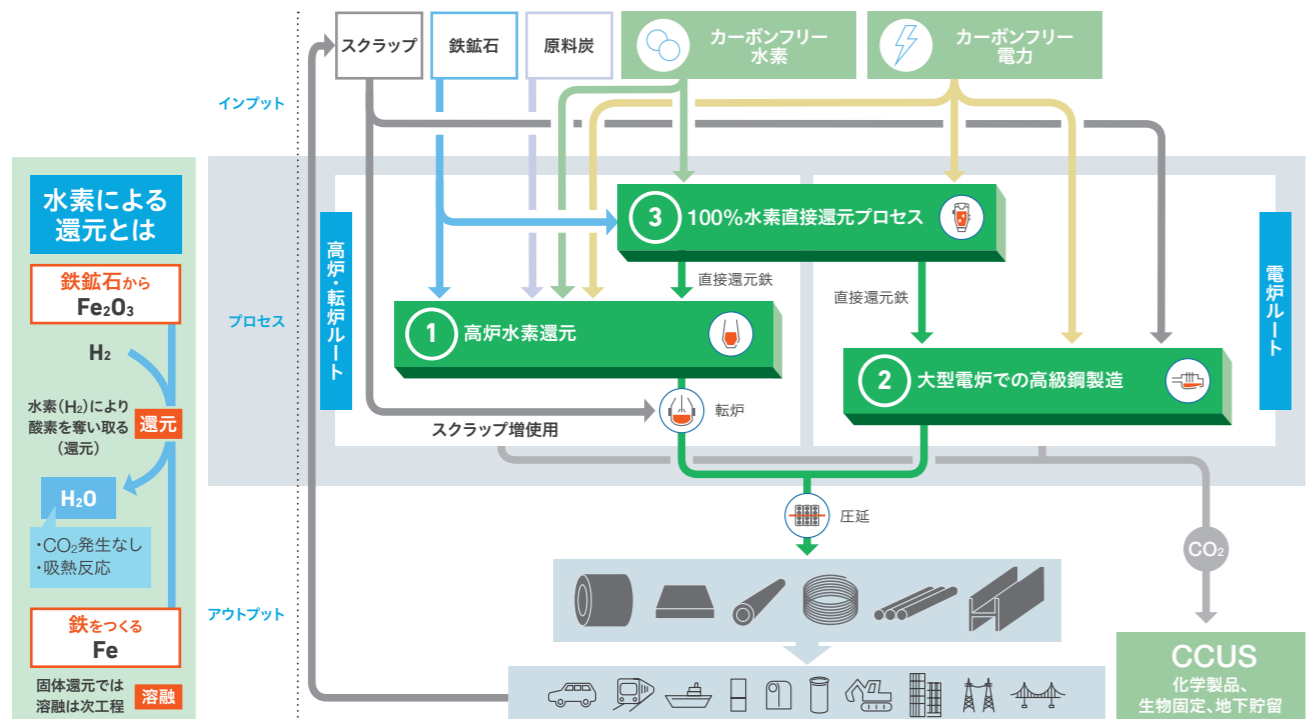 スクラップ
鉄鉱石
原料炭
カーボンフリー
水素
カーボンフリー
電力
インプット
水素による
還元とは
鉄鉱石から
Fe₂O₃
H₂
水素(H₂)により
酸素を奪い取る
(還元)
還元
H₂O
・CO₂発生なし
・吸熱反応
鉄をつくる
Fe
固体還元では
溶融は次工程
溶融
プロセス
高炉・転炉ルート
3 100%水素直接還元プロセス
直接還元鉄
直接還元鉄
1 高炉水素還元
2 大型電炉での高級鋼製造
電炉ルート
転炉
スクラップ増使用
圧延
CO₂
アウトプット
CCUS
化学製品、
生物固定、地下貯留